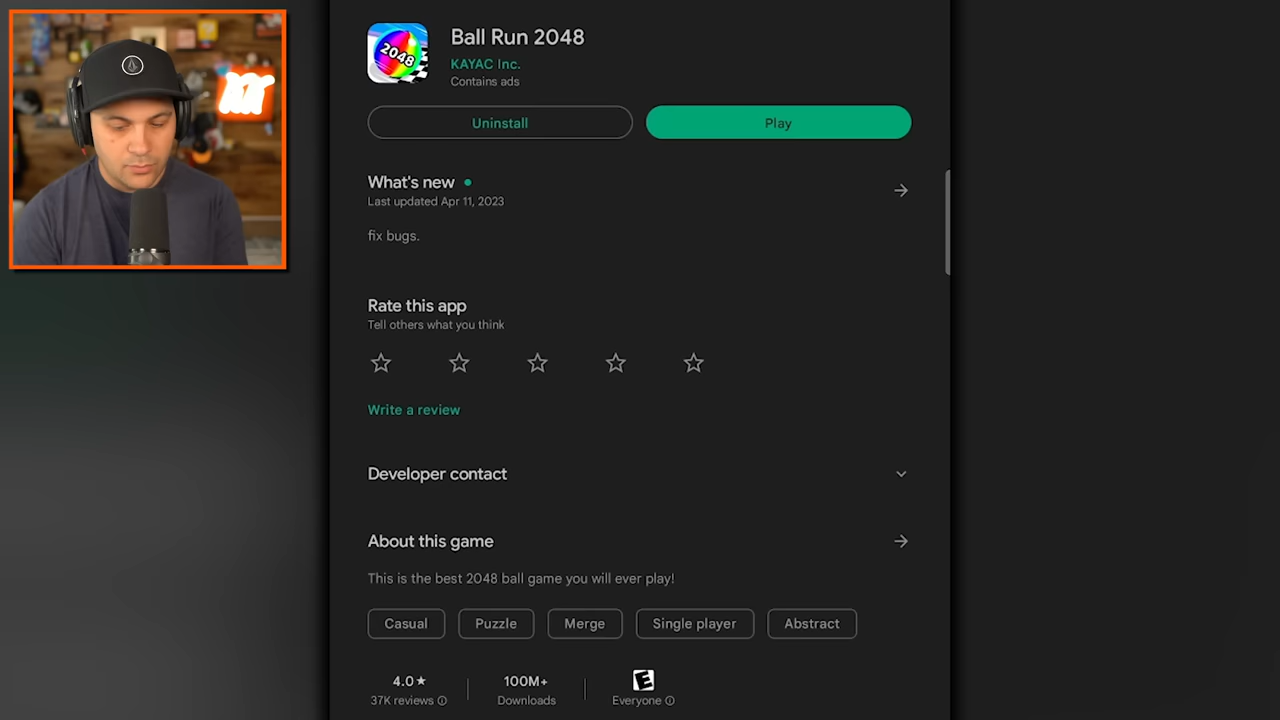 2048
Ball Run 2048
KAYAC Inc.
Contains ads
Uninstall
Play
What's new
Last updated Apr 11, 2023
fix bugs.
Rate this app
Tell others what you think
Write a review
Developer contact
About this game
This is the best 2048 ball game you will ever play!
Casual
Puzzle
Merge
Single player
Abstract
4.0★
100M+
E
37K reviews
Downloads
Everyone